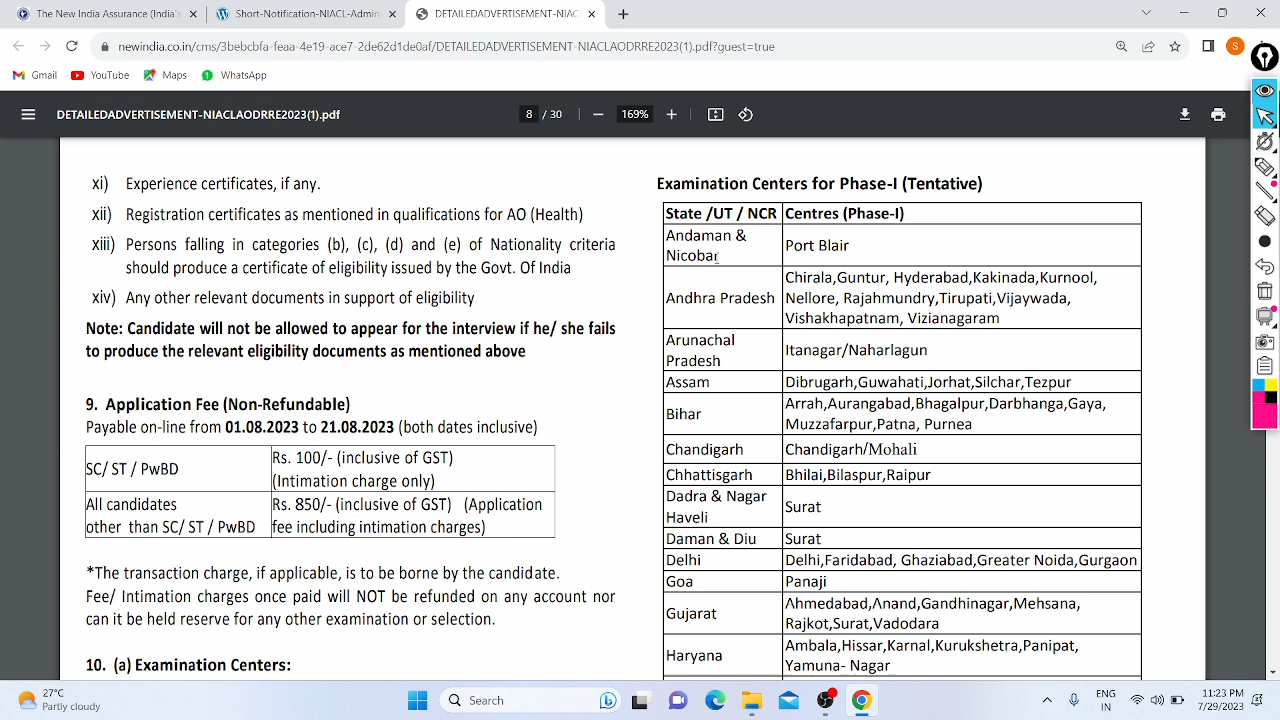 The New India Assurance (India's
Short-Notification-NIACL-Admin
DETAILEDADVERTISEMENT-NIACL
newindia.co.in/cms/3bebcbfa-feaa-4e19-ace7-2de62d1de0af/DETAILEDADVERTISEMENT-NIACLAODRRE2023(1).pdf?guest=true
S
Gmail
YouTube
Maps
WhatsApp
DETAILEDADVERTISEMENT-NIACLAODRRE2023(1).pdf
8 / 30
169%
xi) Experience certificates, if any.
xii) Registration certificates as mentioned in qualifications for AO (Health)
xiii) Persons falling in categories (b), (c), (d) and (e) of Nationality criteria
should produce a certificate of eligibility issued by the Govt. Of India
xiv) Any other relevant documents in support of eligibility
Note: Candidate will not be allowed to appear for the interview if he/ she fails
to produce the relevant eligibility documents as mentioned above
9. Application Fee (Non-Refundable)
Payable on-line from 01.08.2023 to 21.08.2023 (both dates inclusive)
SC/ ST / PwBD
Rs. 100/- (inclusive of GST)
(Intimation charge only)
All candidates
other than SC/ ST / PwBD
Rs. 850/- (inclusive of GST) (Application
fee including intimation charges)
*The transaction charge, if applicable, is to be borne by the candidate.
Fee/ Intimation charges once paid will NOT be refunded on any account nor
can it be held reserve for any other examination or selection.
10. (a) Examination Centers:
Examination Centers for Phase-I (Tentative)
State /UT / NCR
Centres (Phase-I)
Andaman &
Nicobar
Port Blair
Andhra Pradesh
Chirala,Guntur, Hyderabad,Kakinada,Kurnool,
Nellore, Rajahmundry,Tirupati,Vijaywada,
Vishakhapatnam, Vizianagaram
Arunachal
Pradesh
Itanagar/Naharlagun
Assam
Dibrugarh,Guwahati,Jorhat,Silchar,Tezpur
Bihar
Arrah,Aurangabad,Bhagalpur,Darbhanga,Gaya,
Muzzafarpur,Patna, Purnea
Chandigarh
Chandigarh/Mohali
Chhattisgarh
Bhilai,Bilaspur,Raipur
Dadra & Nagar
Haveli
Surat
Daman & Diu
Surat
Delhi
Delhi,Faridabad, Ghaziabad,Greater Noida,Gurgaon
Goa
Panaji
Gujarat
Ahmedabad,Anand,Gandhinagar,Mehsana,
Rajkot,Surat,Vadodara
Haryana
Ambala,Hissar,Karnal,Kurukshetra,Panipat,
Yamuna- Nagar
27°C
Partly cloudy
Search
ENG
IN
11:23 PM
7/29/2023